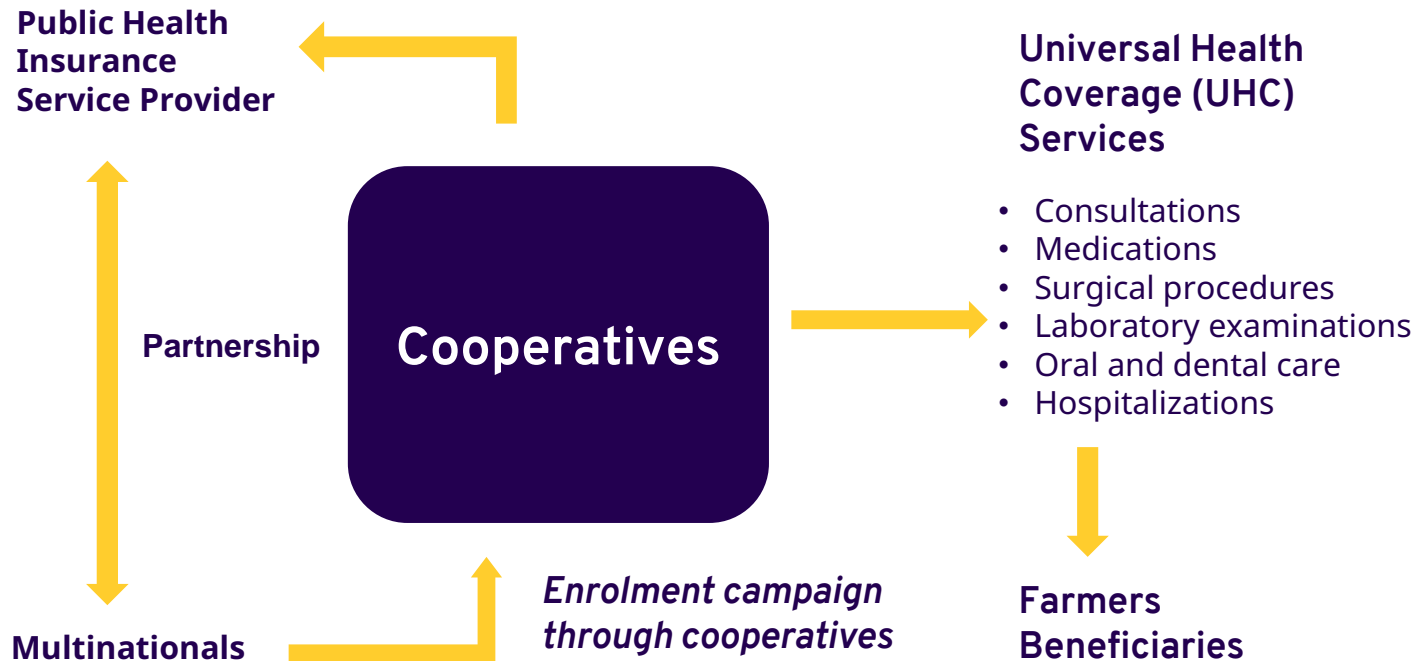 Public Health
Insurance
Service Provider
Universal Health
Coverage (UHC)
Services
• Consultations
• Medications
• Surgical procedures
• Laboratory examinations
• Oral and dental care
• Hospitalizations
Partnership
Cooperatives
Enrolment campaign
through cooperatives
Multinationals
Farmers
Beneficiaries